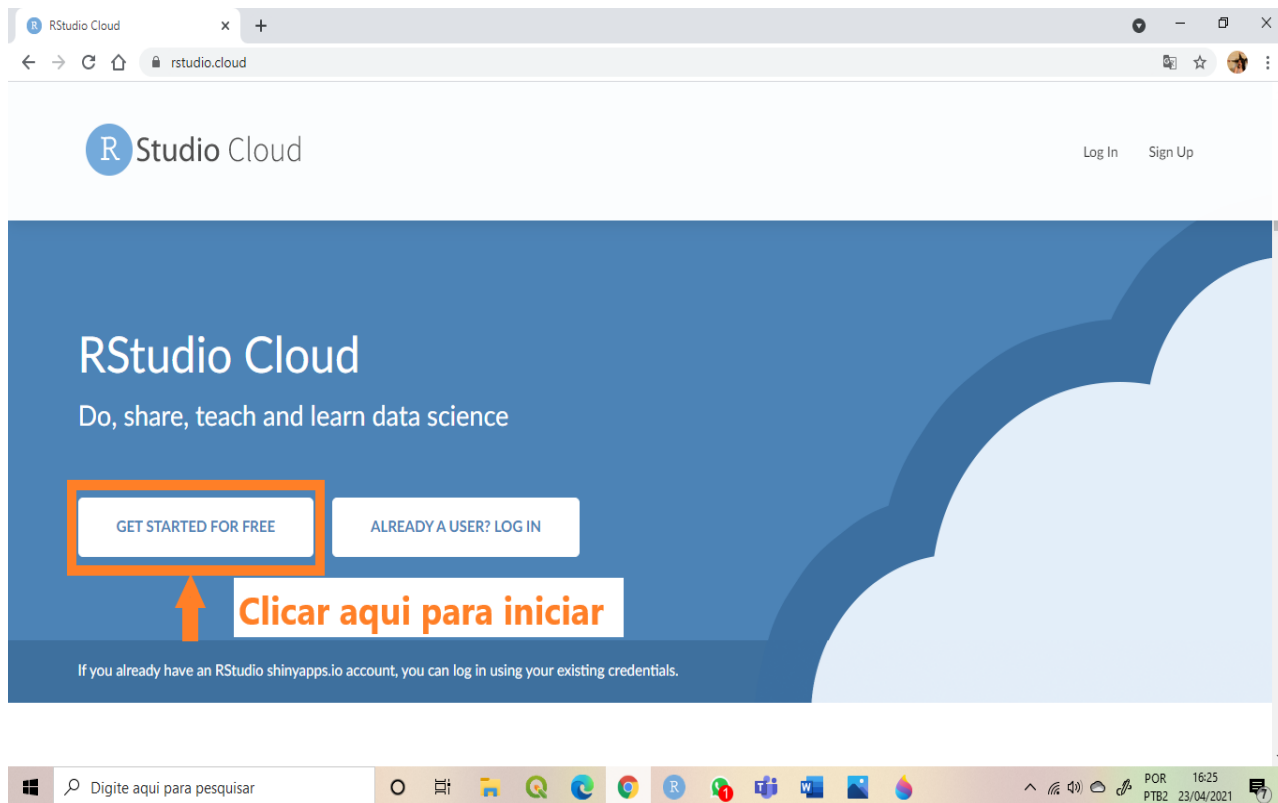 RStudio Cloud
rstudio.cloud
R Studio Cloud
Log In
Sign Up
RStudio Cloud
Do, share, teach and learn data science
GET STARTED FOR FREE
ALREADY A USER? LOG IN
Clicar aqui para iniciar
If you already have an RStudio shinyapps.io account, you can log in using your existing credentials.
Digite aqui para pesquisar
POR
PTB2
16:25
23/04/2021